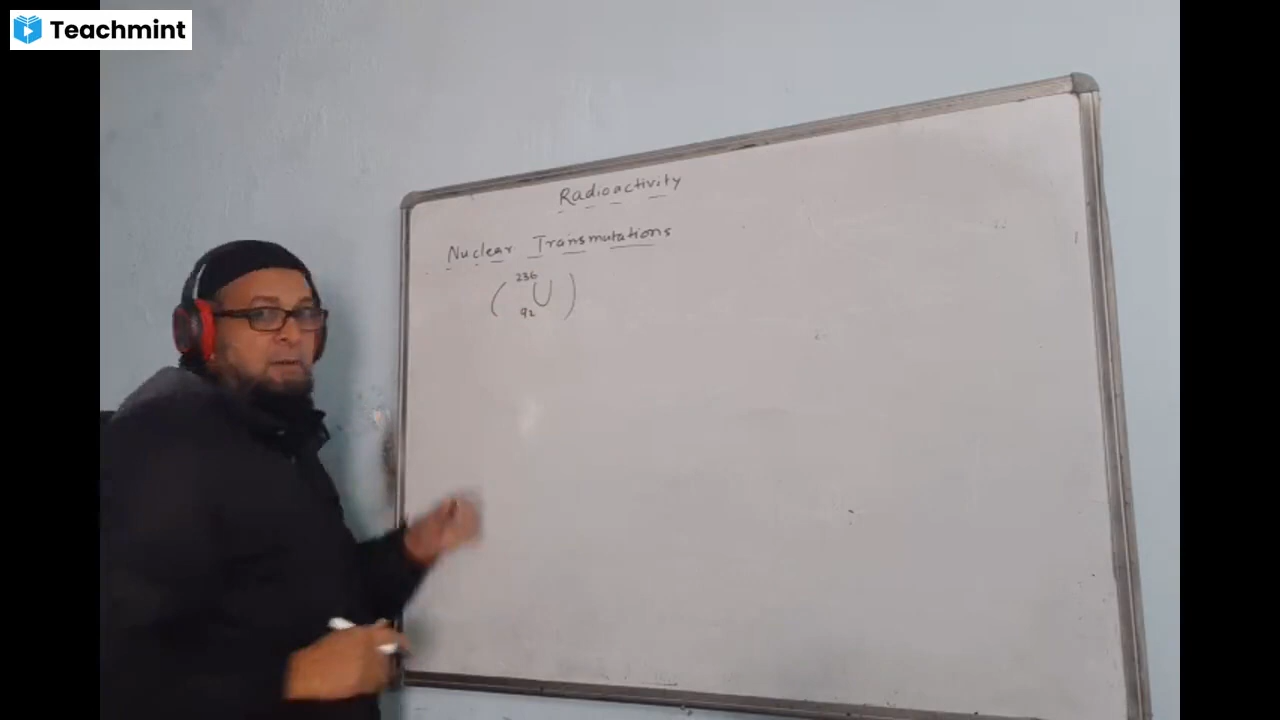 Teachmint
Radioactivity
Nuclear Transmutations
( ²³⁶₉₂U )